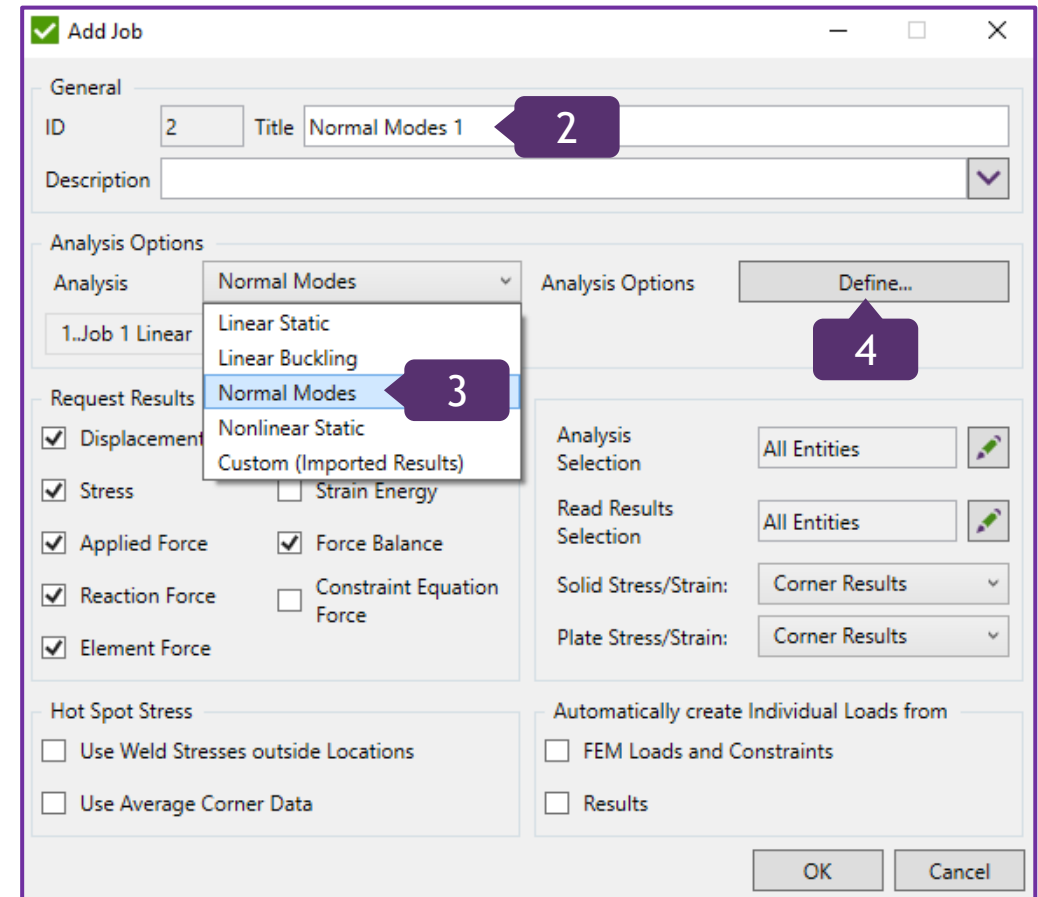 Add Job
General
ID 2 Title Normal Modes 1 2
Description
Analysis Options
Analysis Normal Modes Analysis Options Define...
1..Job 1 Linear Linear Static 4
Linear Buckling
Request Results Normal Modes 3
Displacement Nonlinear Static Analysis Selection All Entities
Custom (Imported Results)
Stress Strain Energy Read Results Selection All Entities
Applied Force Force Balance
Reaction Force Constraint Equation Force Solid Stress/Strain: Corner Results
Element Force Plate Stress/Strain: Corner Results
Hot Spot Stress Automatically create Individual Loads from
Use Weld Stresses outside Locations FEM Loads and Constraints
Use Average Corner Data Results
OK Cancel